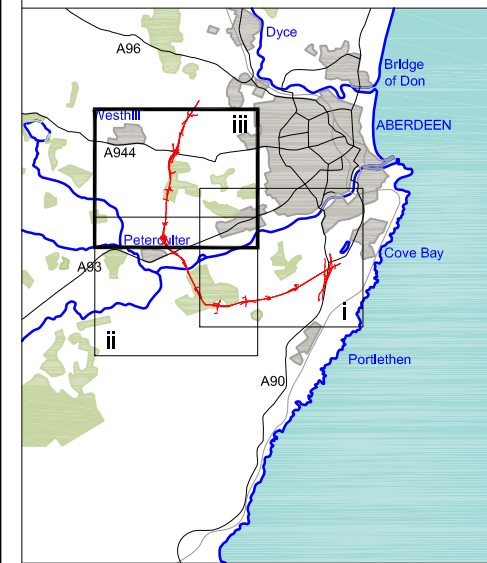 A96
Dyce
Bridge
of Don
Westhill
iii
ABERDEEN
A944
Peterculter
Cove Bay
A93
i
ii
Portlethen
A90